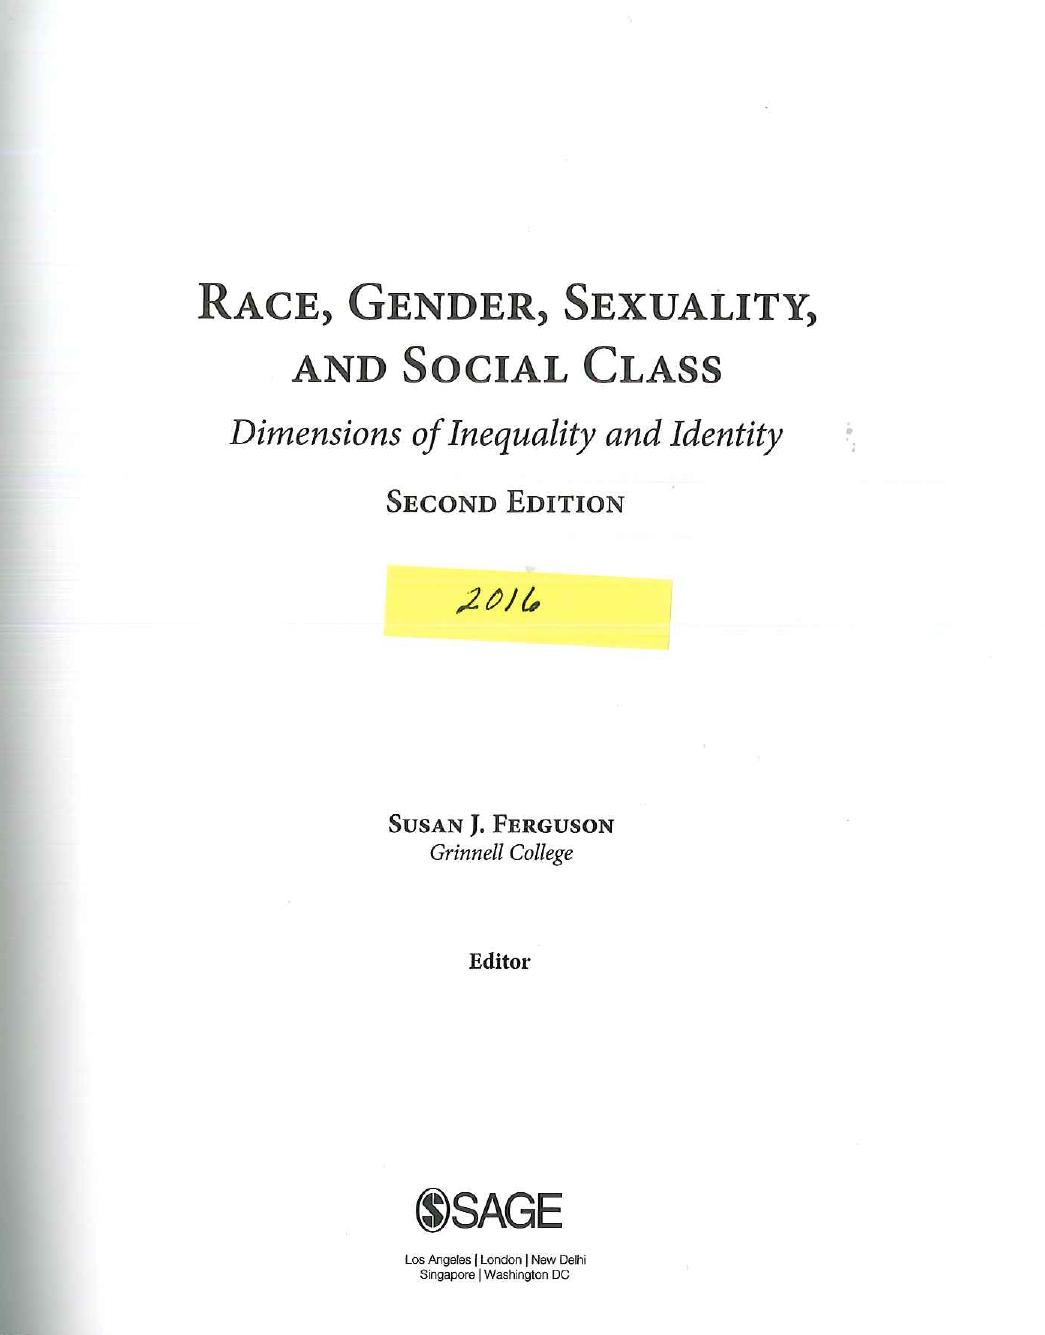 RACE, GENDER, SEXUALITY,
AND SOCIAL CLASS
Dimensions of Inequality and Identity
SECOND EDITION
2016
SUSAN J. FERGUSON
Grinnell College
Editor
SAGE
Los Angeles | London | New Delhi
Singapore | Washington DC